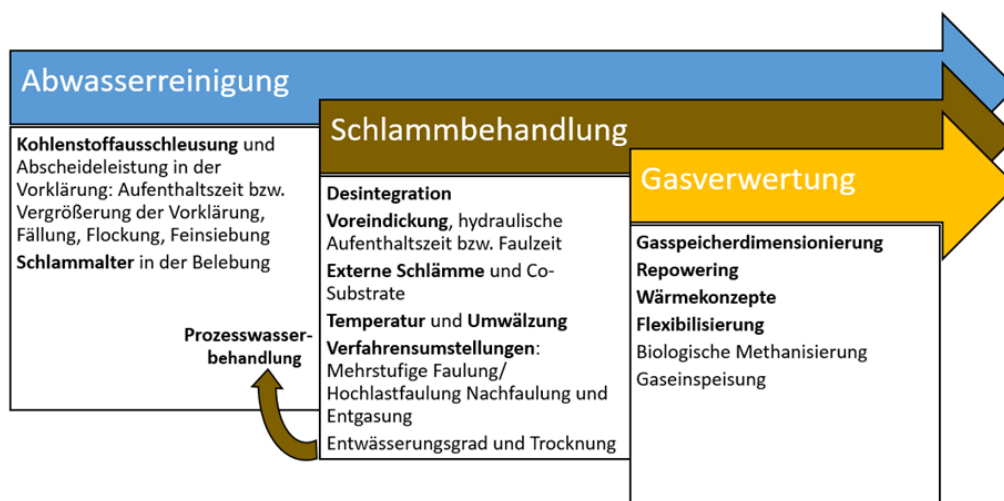 Abwasserreinigung
Kohlenstoffausschleusung und
Abscheideleistung in der
Vorklärung: Aufenthaltszeit bzw.
Vergrößerung der Vorklärung,
Fällung, Flockung, Feinsiebung
Schlammalter in der Belebung
Prozesswasser-
behandlung
Schlammbehandlung
Desintegration
Voreindickung, hydraulische
Aufenthaltszeit bzw. Faulzeit
Externe Schlämme und Co-
Substrate
Temperatur und Umwälzung
Verfahrensumstellungen:
Mehrstufige Faulung/
Hochlastfaulung Nachfaulung und
Entgasung
Entwässerungsgrad und Trocknung
Gasverwertung
Gasspeicherdimensionierung
Repowering
Wärmekonzepte
Flexibilisierung
Biologische Methanisierung
Gaseinspeisung